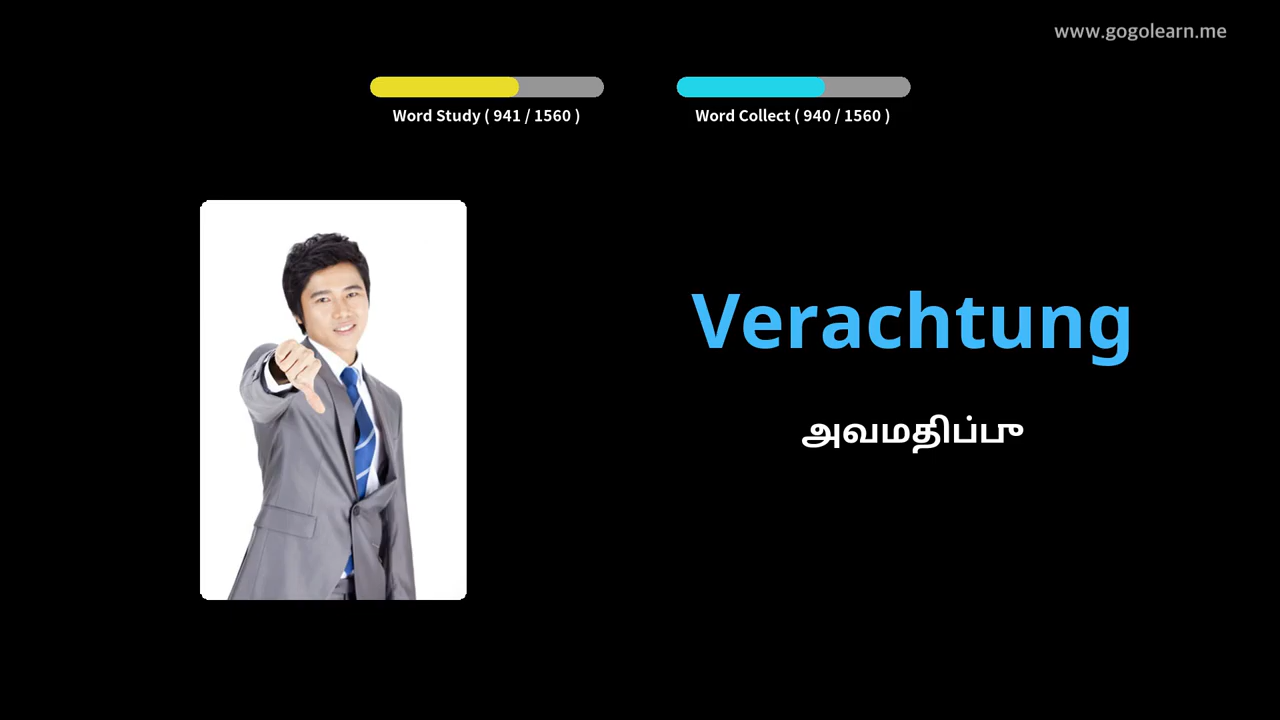 www.gogolearn.me
Word Study ( 941 / 1560 )
Word Collect ( 940 / 1560 )
Verachtung
அவமதிப்பு